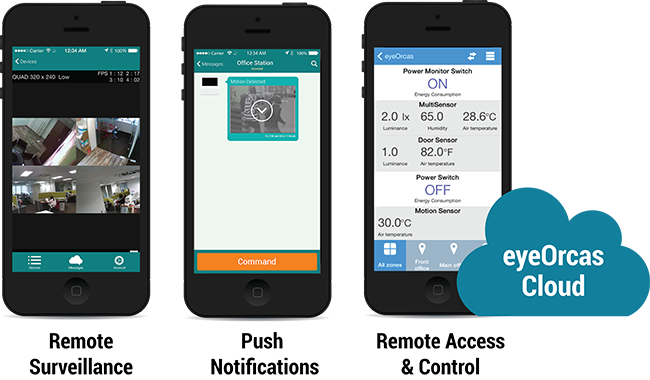 Carrier 12:34 AM 100%
Devices
QUAD 320 x 240 Low
FPS 1 : 12 2 : 17
3 : 10 4 : 02
Devices Messages Account
Remote
Surveillance
Carrier 12:34 AM 100%
Messages Office Station
Motion Detected
Command
Push
Notifications
eyeOrcas
Power Monitor Switch
ON
Energy Consumption
MultiSensor
2.0 lx 65.0 28.6°C
Luminance Humidity Air temperature
Door Sensor
1.0 82.0°F
Luminance Air temperature
Power Switch
OFF
Energy Consumption
Motion Sensor
30.0°C
Air temperature
All zones Front office Main off
Remote Access
& Control
eyeOrcas
Cloud